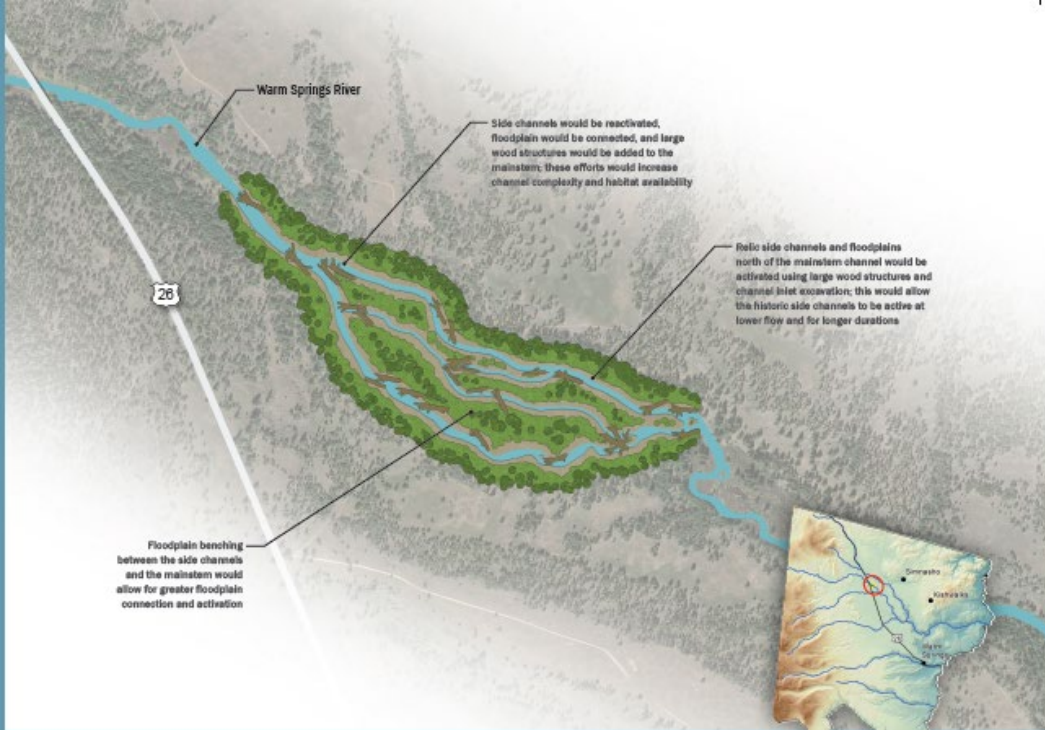 Warm Springs River
Side channels would be reactivated,
floodplain would be connected, and large
wood structures would be added to the
mainstem; these efforts would increase
channel complexity and habitat availability
Relic side channels and floodplains
north of the mainstem channel would be
activated using large wood structures and
channel inlet excavation; this would allow
the historic side channels to be active at
lower flow and for longer durations
26
Floodplain benching
between the side channels
and the mainstem would
allow for greater floodplain
connection and activation
Simnasho
Warm
Springs